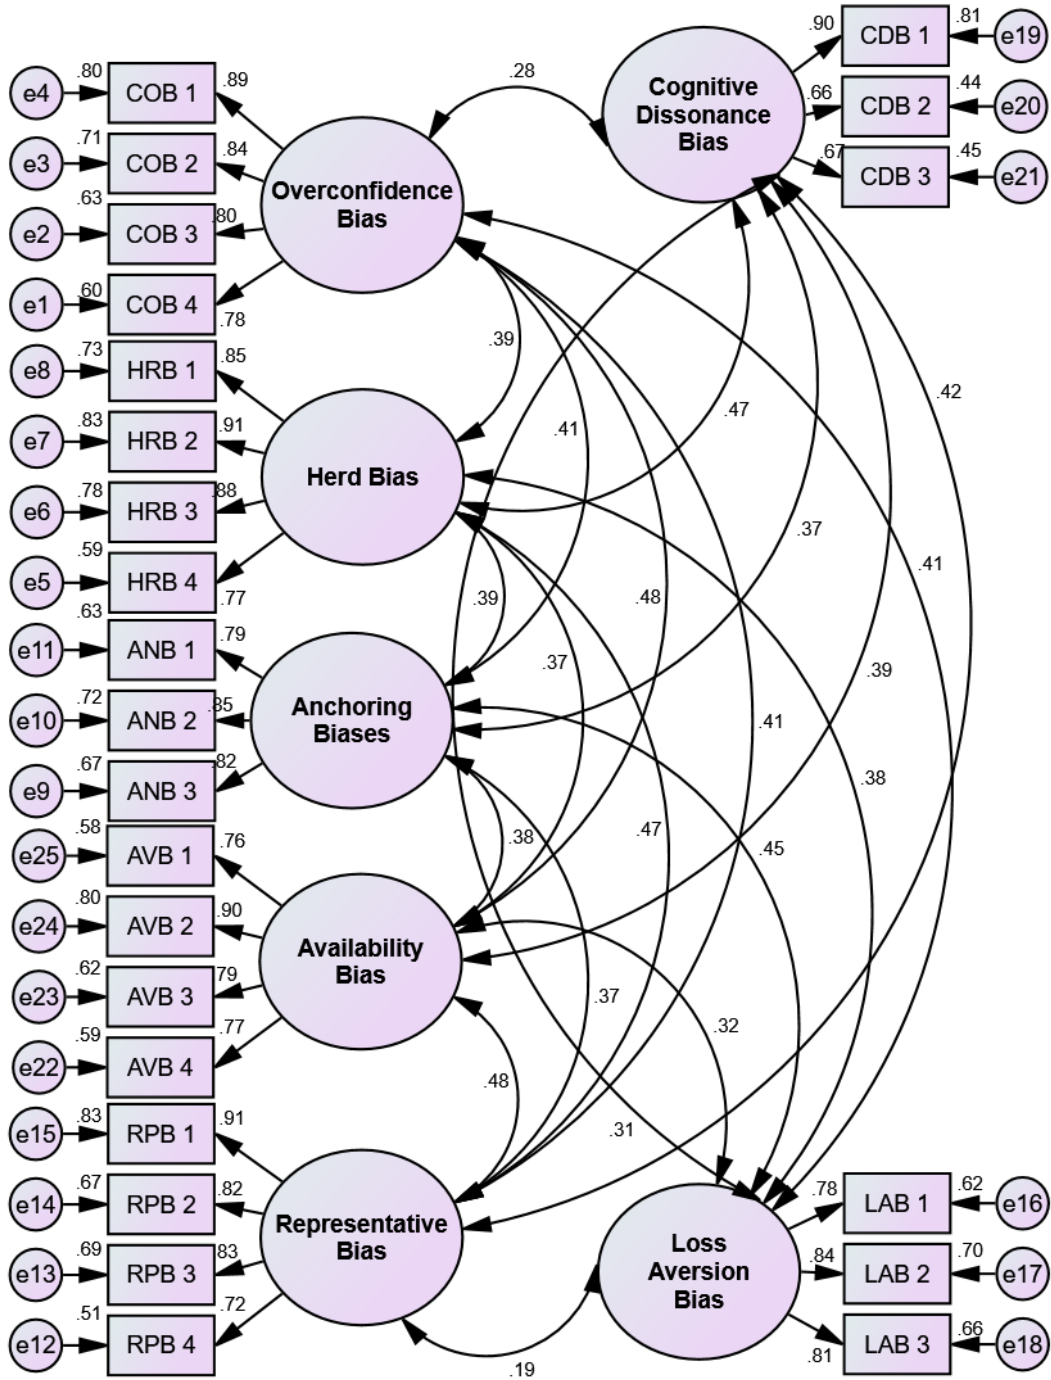 .90
CDB 1
.81
e19
.66
CDB 2
.44
e20
.67
CDB 3
.45
e21
Cognitive
Dissonance
Bias
.28
e4
.80
COB 1
.89
e3
.71
COB 2
.84
e2
.63
COB 3
.80
e1
.60
COB 4
.78
Overconfidence
Bias
e8
.73
HRB 1
.85
e7
.83
HRB 2
.91
e6
.78
HRB 3
.88
e5
.59
HRB 4
.77
Herd Bias
e11
.63
ANB 1
.79
e10
.72
ANB 2
.85
e9
.67
ANB 3
.82
Anchoring
Biases
e25
.58
AVB 1
.76
e24
.80
AVB 2
.90
e23
.62
AVB 3
.79
e22
.59
AVB 4
.77
Availability
Bias
e15
.83
RPB 1
.91
e14
.67
RPB 2
.82
e13
.69
RPB 3
.83
e12
.51
RPB 4
.72
Representative
Bias
.39
.42
.47
.41
.37
.41
.39
.48
.37
.39
.41
.38
.47
.38
.45
.37
.32
.48
.31
.19
Loss
Aversion
Bias
.78
LAB 1
.62
e16
.84
LAB 2
.70
e17
.81
LAB 3
.66
e18